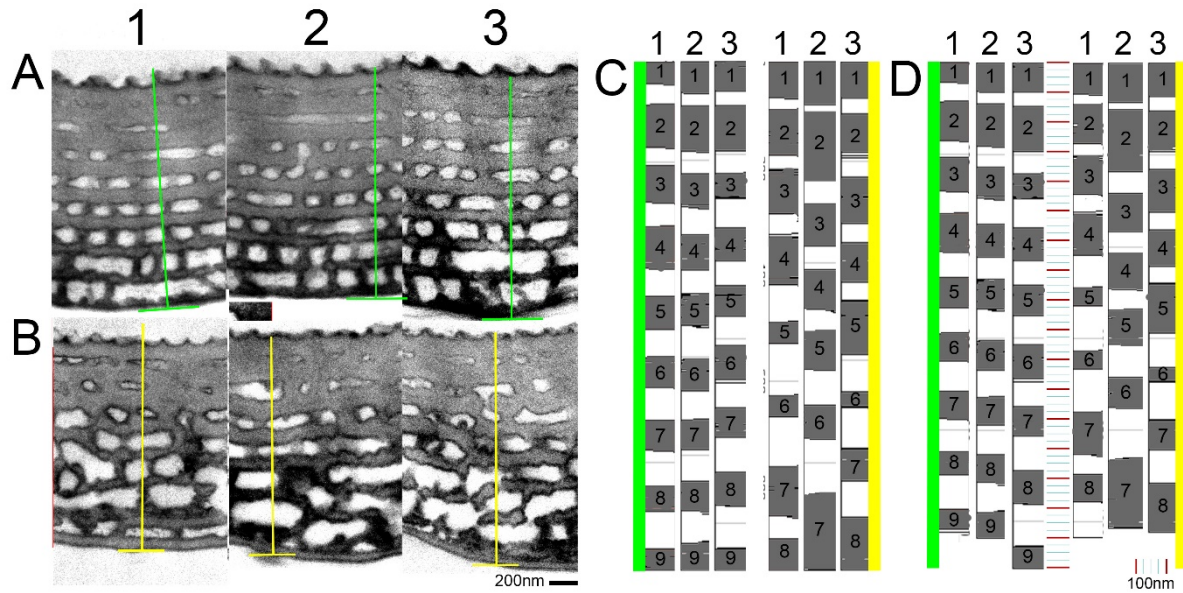 1 2 3
A
B
200nm
C
1 2 3 1 2 3
1 1 1 1 1 1
2 2 2 2 2 2
3 3 3 3 3 3
4 4 4 4 4 4
5 5 5 5 5 5
6 6 6 6 6 6
7 7 7 7 7 7
8 8 8 8 8
9 9 9
D
1 2 3 1 2 3
1 1 1 1 1 1
2 2 2 2 2 2
3 3 3 3 3 3
4 4 4 4 4 4
5 5 5 5 5 5
6 6 6 6 6 6
7 7 7 7 7 7
8 8 8 8 8
9 9 9
100nm